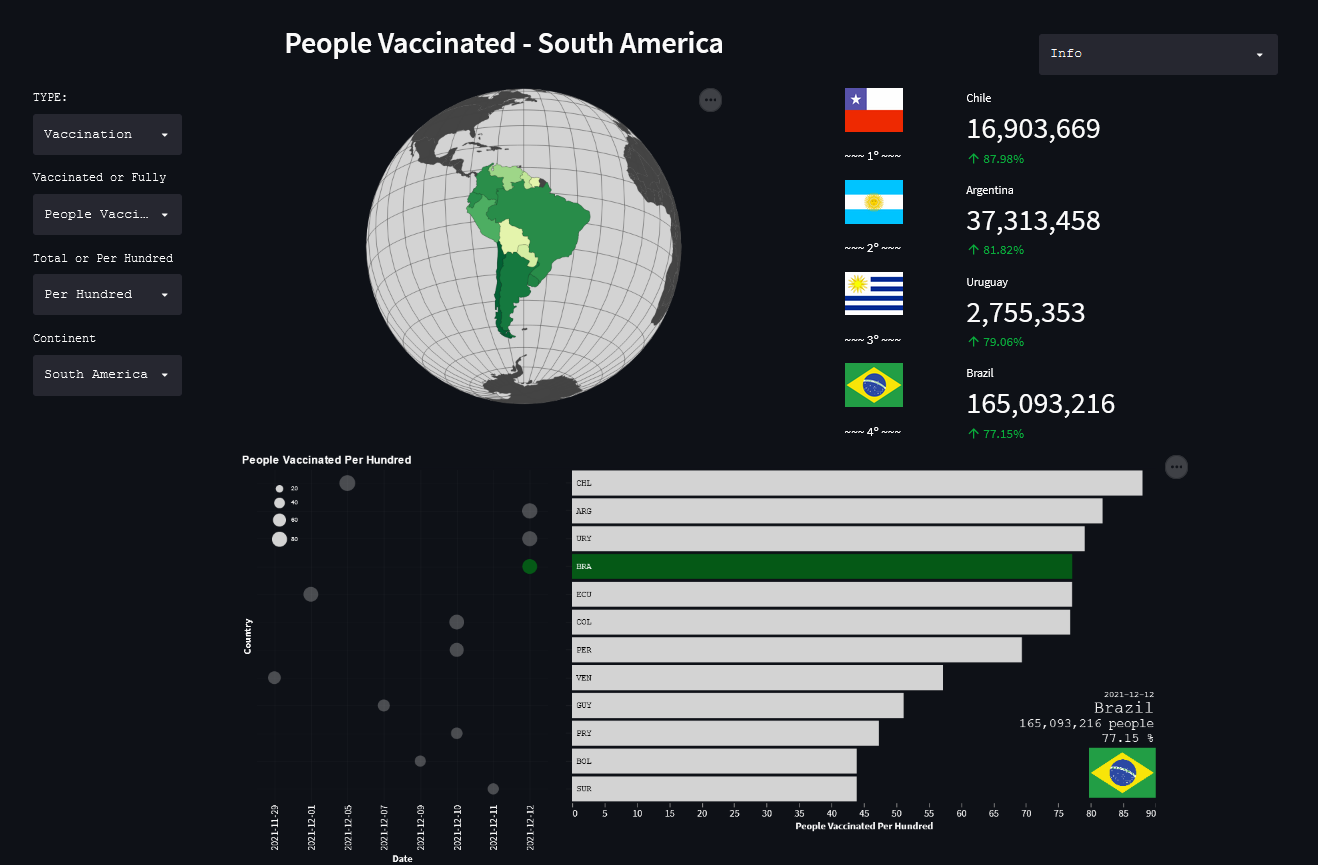 People Vaccinated - South America
Info
TYPE:
Vaccination
Vaccinated or Fully
People Vacci…
Total or Per Hundred
Per Hundred
Continent
South America
Chile
16,903,669
~~~ 1º ~~~
↑ 87.98%
Argentina
37,313,458
~~~ 2º ~~~
↑ 81.82%
Uruguay
2,755,353
~~~ 3º ~~~
↑ 79.06%
Brazil
165,093,216
~~~ 4º ~~~
↑ 77.15%
People Vaccinated Per Hundred
20
40
60
80
Country
2021-11-29
2021-12-01
2021-12-05
2021-12-07
2021-12-09
2021-12-10
2021-12-11
2021-12-12
Date
CHL
ARG
URY
BRA
ECU
COL
PER
VEN
GUY
PRY
BOL
SUR
2021-12-12
Brazil
165,093,216 people
77.15 %
0 5 10 15 20 25 30 35 40 45 50 55 60 65 70 75 80 85 90
People Vaccinated Per Hundred